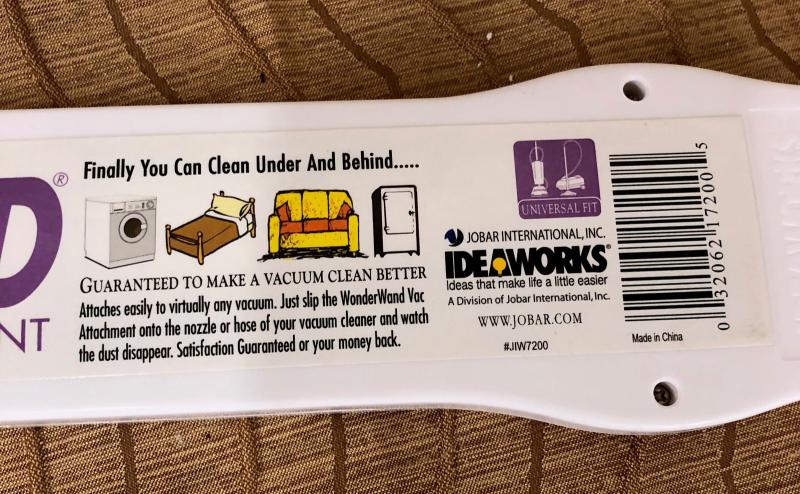 D®
NT
Finally You Can Clean Under And Behind.....
GUARANTEED TO MAKE A VACUUM CLEAN BETTER
Attaches easily to virtually any vacuum. Just slip the WonderWand Vac
Attachment onto the nozzle or hose of your vacuum cleaner and watch
the dust disappear. Satisfaction Guaranteed or your money back.
UNIVERSAL FIT
JOBAR INTERNATIONAL, INC.
IDEAWORKS®
Ideas that make life a little easier
A Division of Jobar International, Inc.
WWW.JOBAR.COM
#JIW7200
0 32062 17200 5
Made in China